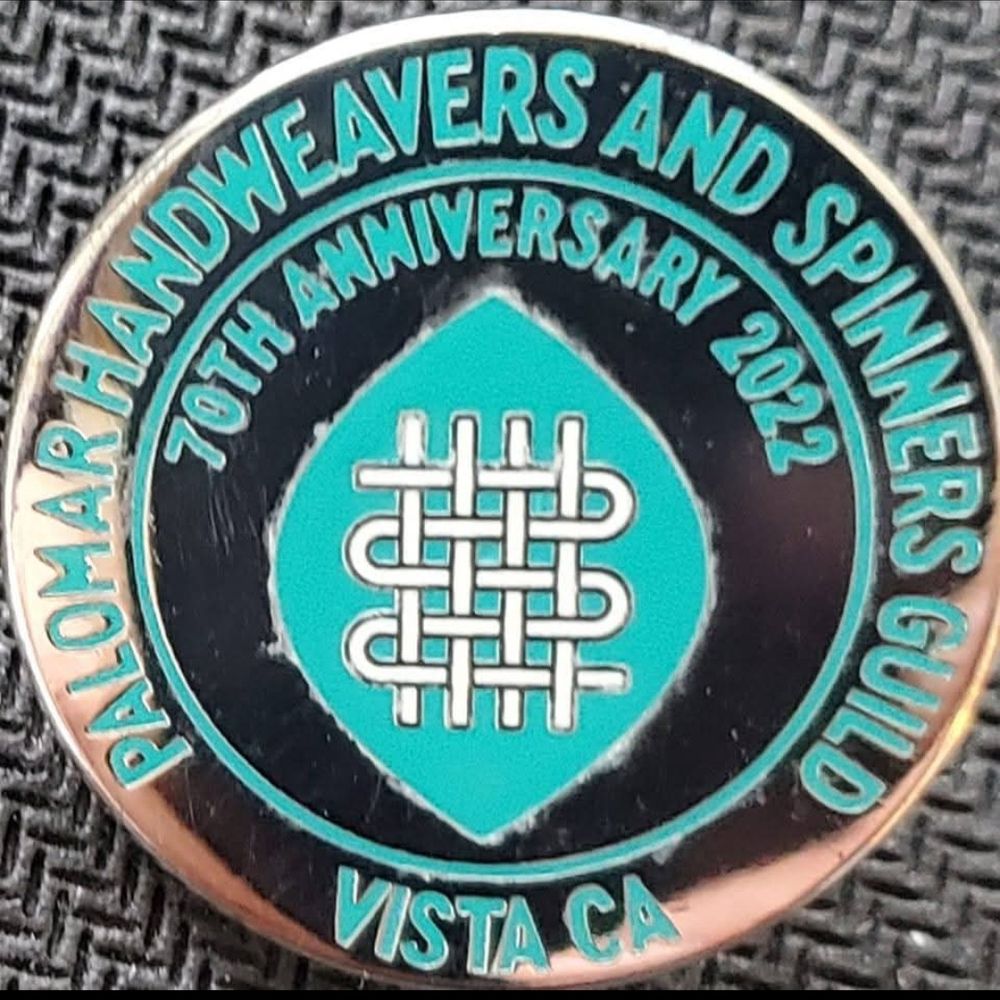 PALOMAR HANDWEAVERS AND SPINNERS GUILD
70TH ANNIVERSARY 2022
VISTA CA